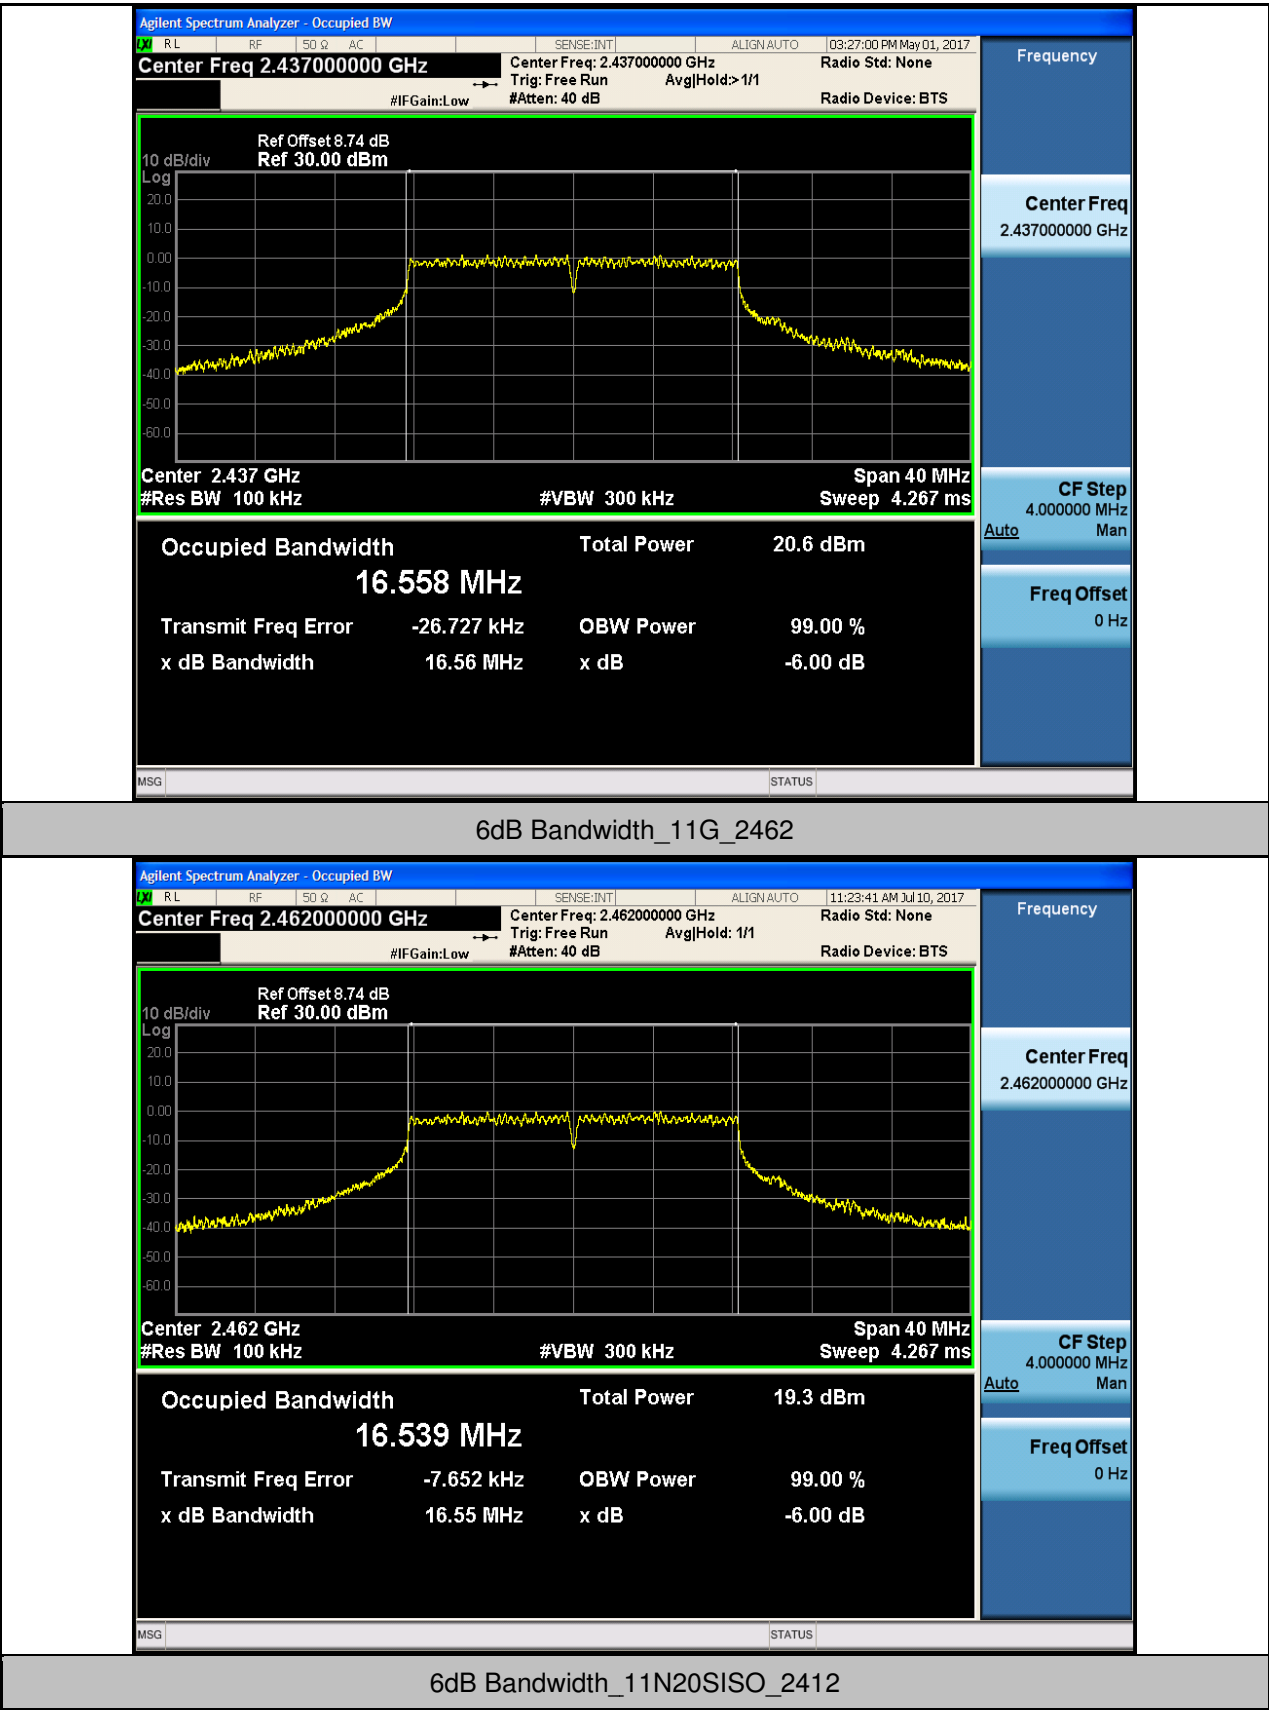 Agilent Spectrum Analyzer - Occupied BW
LXI RL RF 50 Ω AC SENSE:INT ALIGN AUTO 03:27:00 PM May 01, 2017
Center Freq 2.437000000 GHz
Center Freq: 2.437000000 GHz
Radio Std: None
Trig: Free Run Avg|Hold:>1/1
#IFGain:Low
#Atten: 40 dB
Radio Device: BTS
Frequency
Ref Offset 8.74 dB
10 dB/div Ref 30.00 dBm
Log
20.0
10.0
0.00
-10.0
-20.0
-30.0
-40.0
-50.0
-60.0
Center 2.437 GHz Span 40 MHz
#Res BW 100 kHz #VBW 300 kHz Sweep 4.267 ms
Center Freq
2.437000000 GHz
CF Step
4.000000 MHz
Auto Man
Freq Offset
0 Hz
Occupied Bandwidth Total Power 20.6 dBm
16.558 MHz
Transmit Freq Error -26.727 kHz OBW Power 99.00 %
x dB Bandwidth 16.56 MHz x dB -6.00 dB
MSG STATUS
6dB Bandwidth_11G_2462
Agilent Spectrum Analyzer - Occupied BW
LXI RL RF 50 Ω AC SENSE:INT ALIGN AUTO 11:23:41 AM Jul 10, 2017
Center Freq 2.462000000 GHz
Center Freq: 2.462000000 GHz
Radio Std: None
Trig: Free Run Avg|Hold: 1/1
#IFGain:Low
#Atten: 40 dB
Radio Device: BTS
Frequency
Ref Offset 8.74 dB
10 dB/div Ref 30.00 dBm
Log
20.0
10.0
0.00
-10.0
-20.0
-30.0
-40.0
-50.0
-60.0
Center 2.462 GHz Span 40 MHz
#Res BW 100 kHz #VBW 300 kHz Sweep 4.267 ms
Center Freq
2.462000000 GHz
CF Step
4.000000 MHz
Auto Man
Freq Offset
0 Hz
Occupied Bandwidth Total Power 19.3 dBm
16.539 MHz
Transmit Freq Error -7.652 kHz OBW Power 99.00 %
x dB Bandwidth 16.55 MHz x dB -6.00 dB
MSG STATUS
6dB Bandwidth_11N20SISO_2412